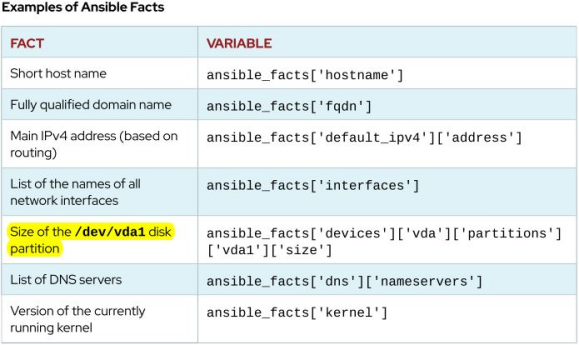 Examples of Ansible Facts
FACT VARIABLE
Short host name ansible_facts['hostname']
Fully qualified domain name ansible_facts['fqdn']
Main IPv4 address (based on routing) ansible_facts['default_ipv4']['address']
List of the names of all network interfaces ansible_facts['interfaces']
Size of the /dev/vda1 disk partition ansible_facts['devices']['vda']['partitions']['vda1']['size']
List of DNS servers ansible_facts['dns']['nameservers']
Version of the currently running kernel ansible_facts['kernel']